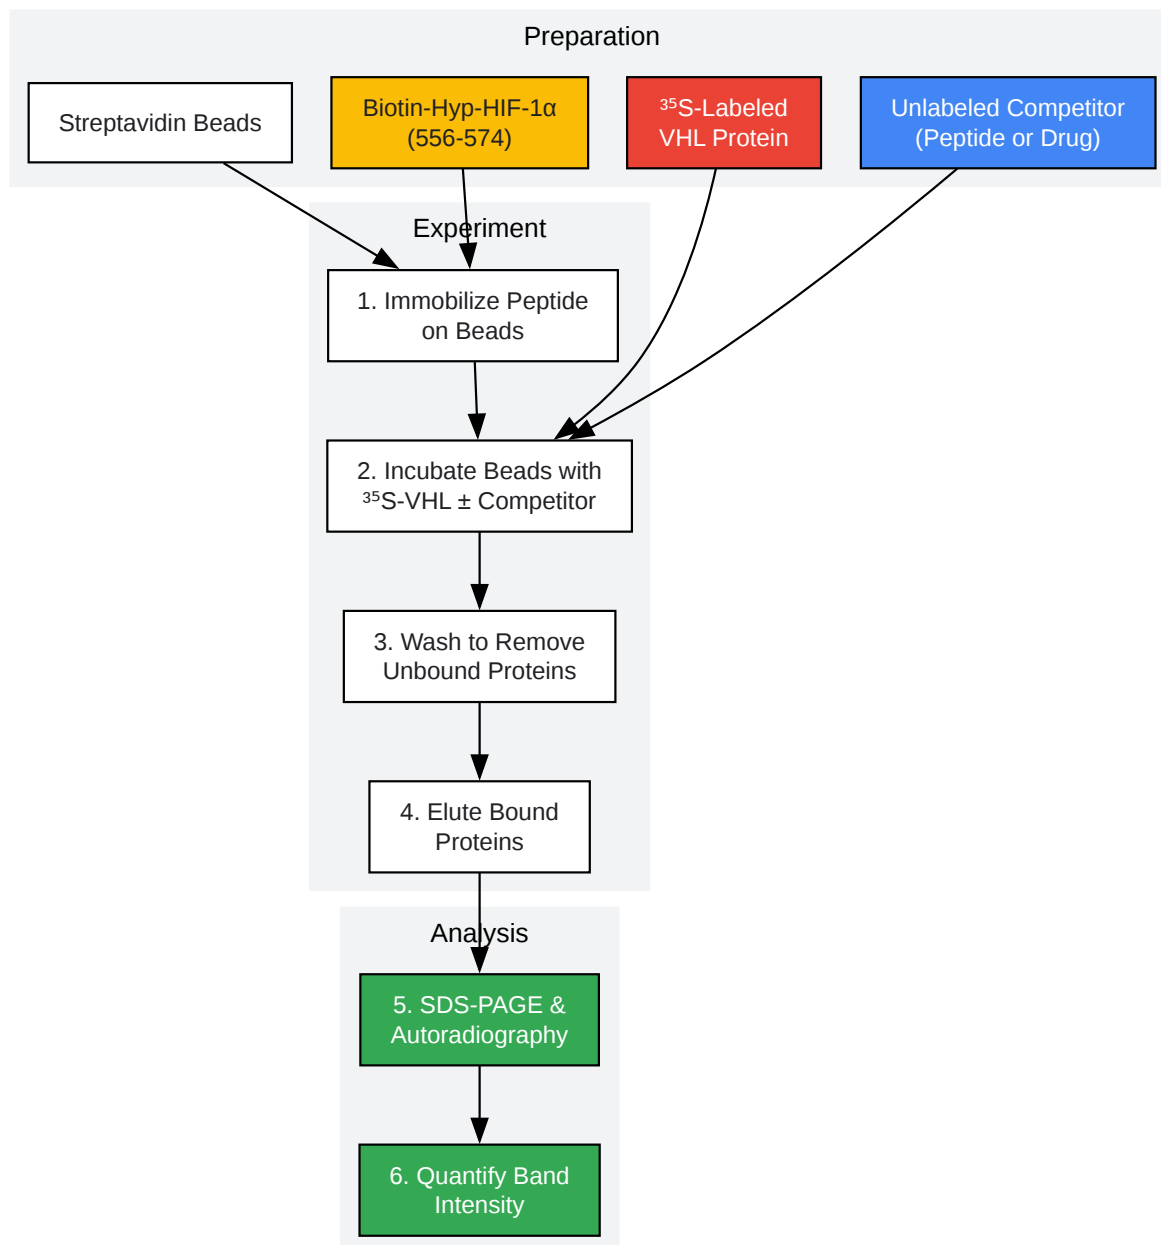 Preparation
Streptavidin Beads
Biotin-Hyp-HIF-1α
(556-574)
³⁵S-Labeled
VHL Protein
Unlabeled Competitor
(Peptide or Drug)
Experiment
1. Immobilize Peptide
on Beads
2. Incubate Beads with
³⁵S-VHL ± Competitor
3. Wash to Remove
Unbound Proteins
4. Elute Bound
Proteins
Analysis
5. SDS-PAGE &
Autoradiography
6. Quantify Band
Intensity